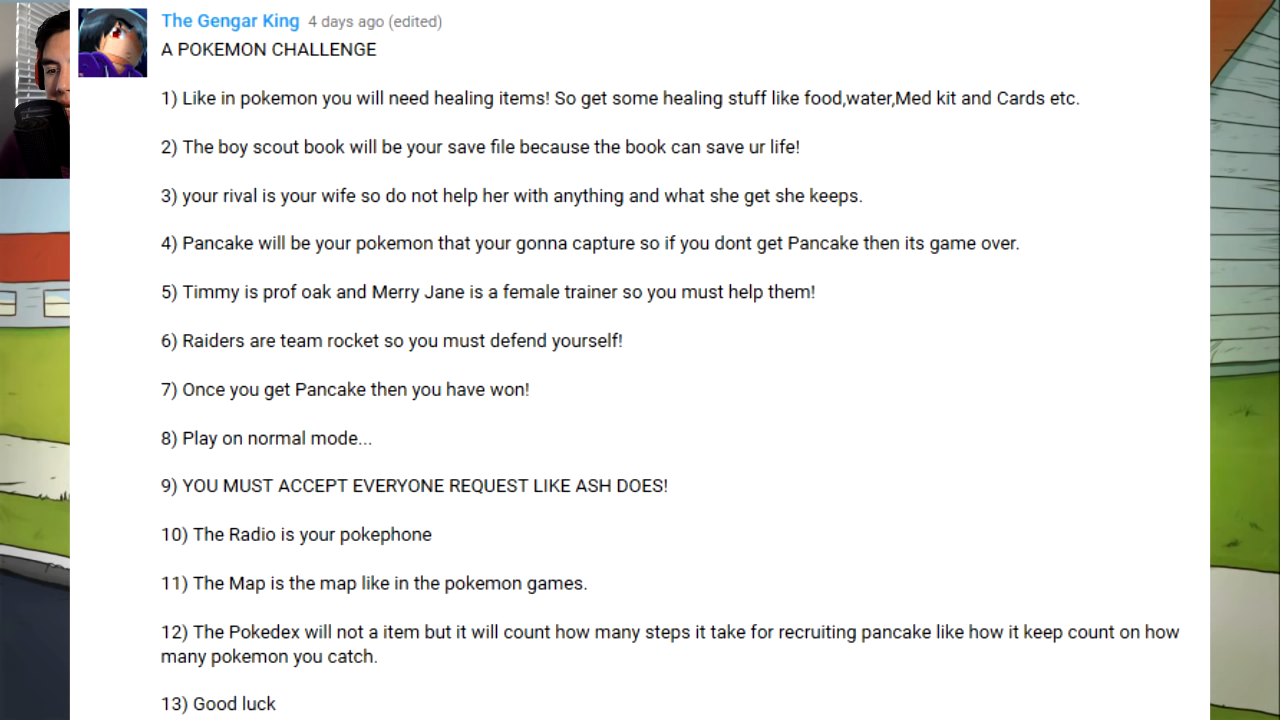 The Gengar King 4 days ago (edited)
A POKEMON CHALLENGE
1) Like in pokemon you will need healing items! So get some healing stuff like food,water,Med kit and Cards etc.
2) The boy scout book will be your save file because the book can save ur life!
3) your rival is your wife so do not help her with anything and what she get she keeps.
4) Pancake will be your pokemon that your gonna capture so if you dont get Pancake then its game over.
5) Timmy is prof oak and Merry Jane is a female trainer so you must help them!
6) Raiders are team rocket so you must defend yourself!
7) Once you get Pancake then you have won!
8) Play on normal mode...
9) YOU MUST ACCEPT EVERYONE REQUEST LIKE ASH DOES!
10) The Radio is your pokephone
11) The Map is the map like in the pokemon games.
12) The Pokedex will not a item but it will count how many steps it take for recruiting pancake like how it keep count on how
many pokemon you catch.
13) Good luck